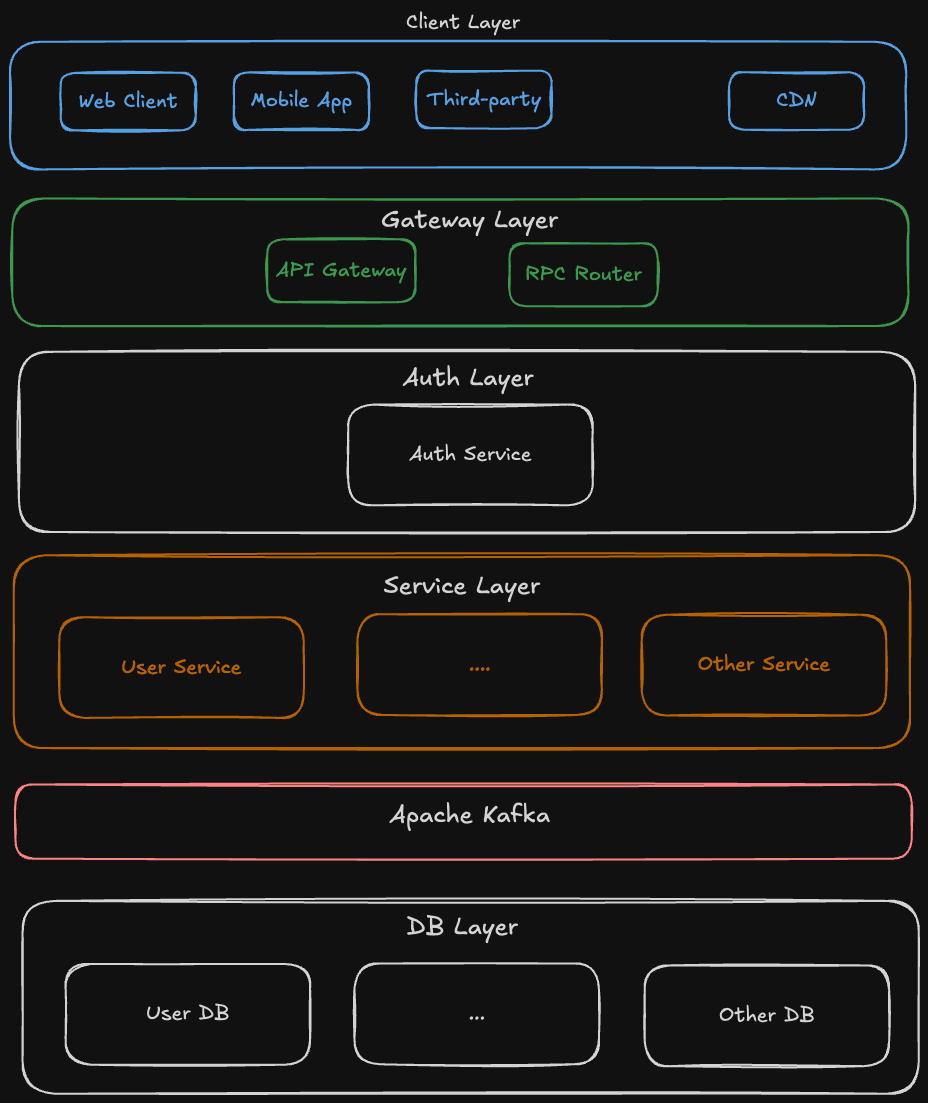 Client Layer
Web Client
Mobile App
Third-party
CDN
Gateway Layer
API Gateway
RPC Router
Auth Layer
Auth Service
Service Layer
User Service
....
Other Service
Apache Kafka
DB Layer
User DB
...
Other DB